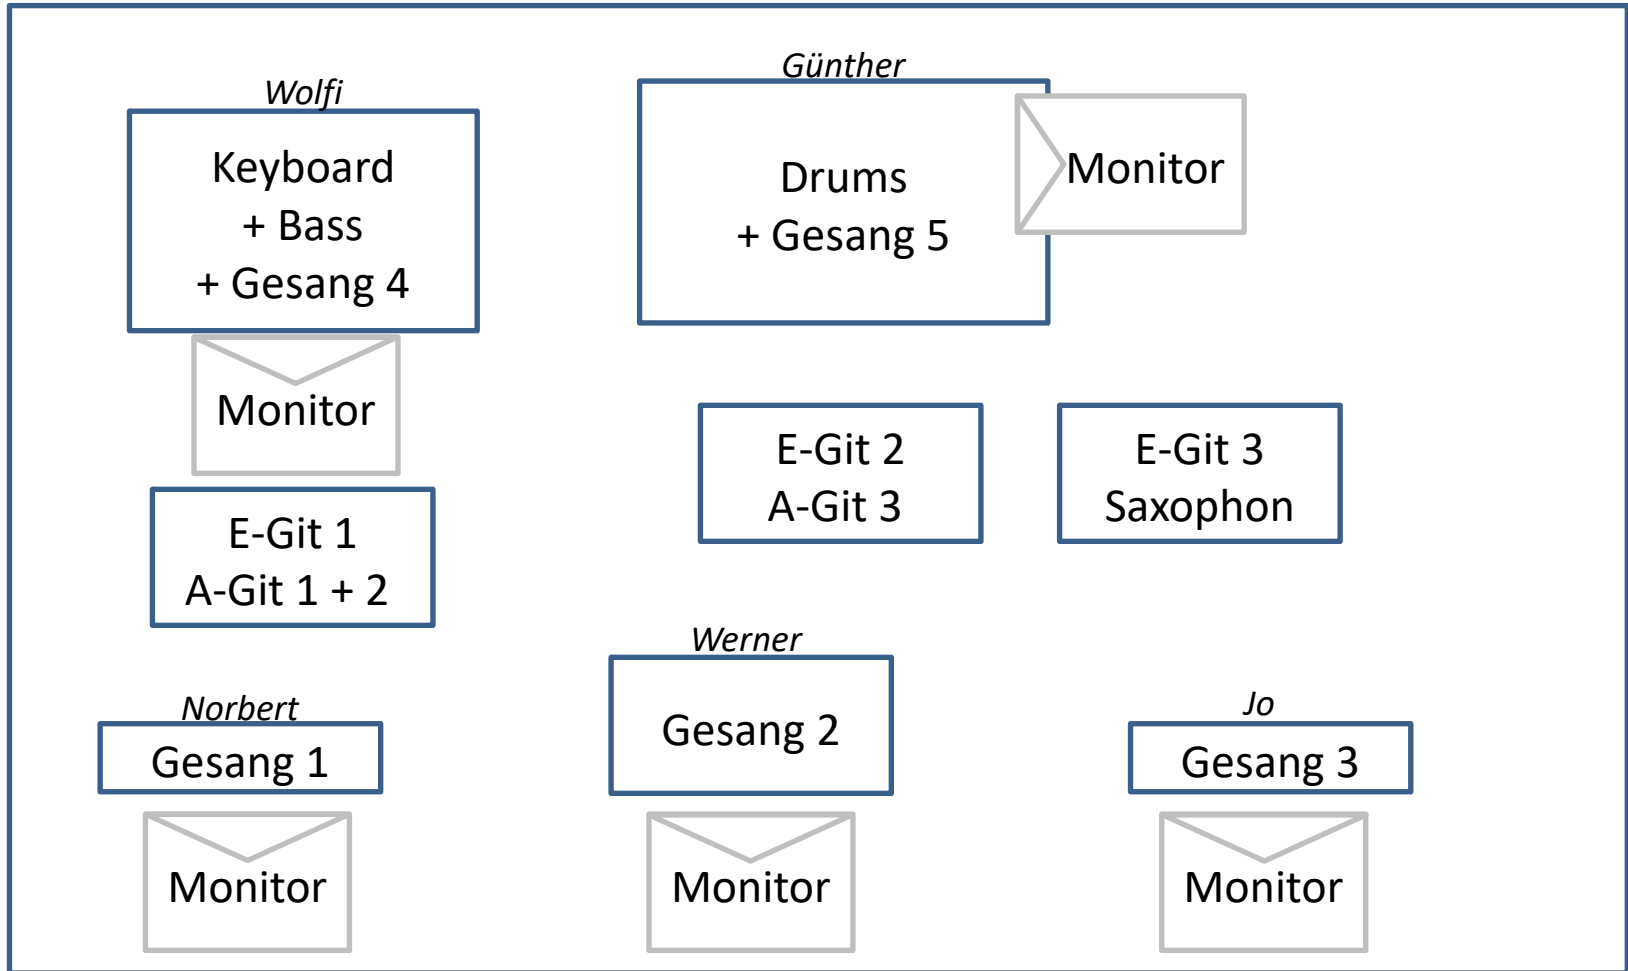 Wolfi
Keyboard
+ Bass
+ Gesang 4
Monitor
Günther
Drums
+ Gesang 5
Monitor
E-Git 1
A-Git 1 + 2
E-Git 2
A-Git 3
E-Git 3
Saxophon
Norbert
Gesang 1
Monitor
Werner
Gesang 2
Monitor
Jo
Gesang 3
Monitor